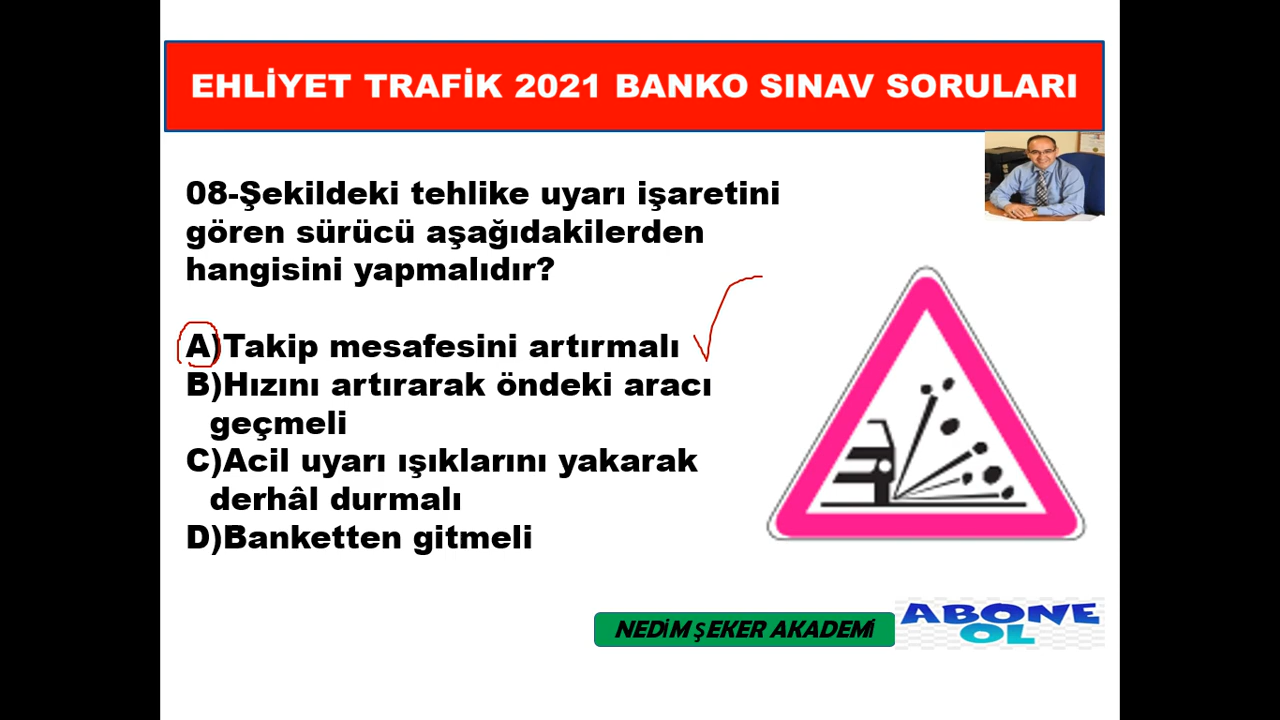 EHLİYET TRAFİK 2021 BANKO SINAV SORULARI
08-Şekildeki tehlike uyarı işaretini
gören sürücü aşağıdakilerden
hangisini yapmalıdır?
A)Takip mesafesini artırmalı
B)Hızını artırarak öndeki aracı
geçmeli
C)Acil uyarı ışıklarını yakarak
derhâl durmalı
D)Banketten gitmeli
NEDİM ŞEKER AKADEMİ
ABONE
OL